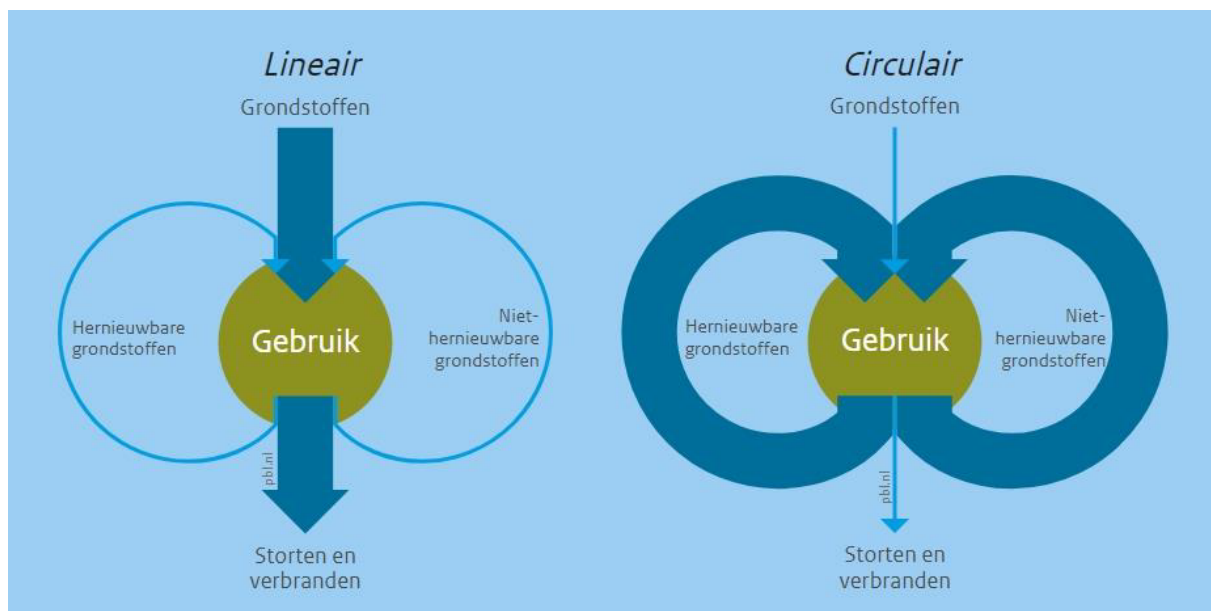 Lineair
Grondstoffen
Hernieuwbare
grondstoffen
Gebruik
Niet-
hernieuwbare
grondstoffen
pbl.nl
Storten en
verbranden
Circulair
Grondstoffen
Hernieuwbare
grondstoffen
Gebruik
Niet-
hernieuwbare
grondstoffen
pbl.nl
Storten en
verbranden